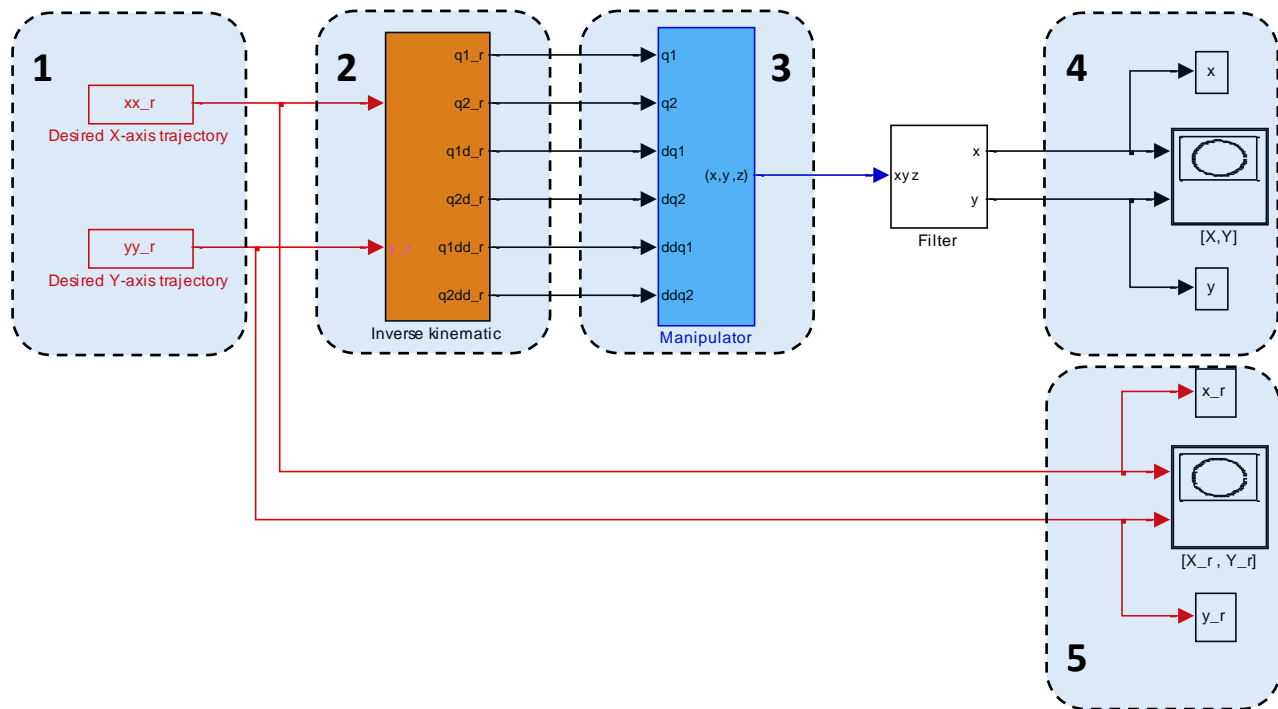 1
xx_r
Desired X-axis trajectory
yy_r
Desired Y-axis trajectory
2
q1_r
q2_r
q1d_r
q2d_r
y_r
q1dd_r
q2dd_r
Inverse kinematic
3
q1
q2
dq1
(x,y,z)
dq2
ddq1
ddq2
Manipulator
xyz
x
y
Filter
4
x
[X,Y]
y
x_r
[X_r , Y_r]
y_r
5